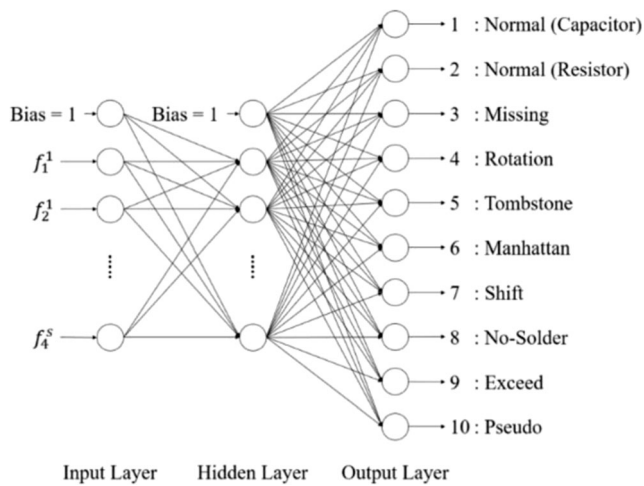 1 : Normal (Capacitor)
2 : Normal (Resistor)
Bias = 1
Bias = 1
3 : Missing
f₁¹
4 : Rotation
f₂¹
5 : Tombstone
6 : Manhattan
7 : Shift
f₄ˢ
8 : No-Solder
9 : Exceed
10 : Pseudo
Input Layer
Hidden Layer
Output Layer